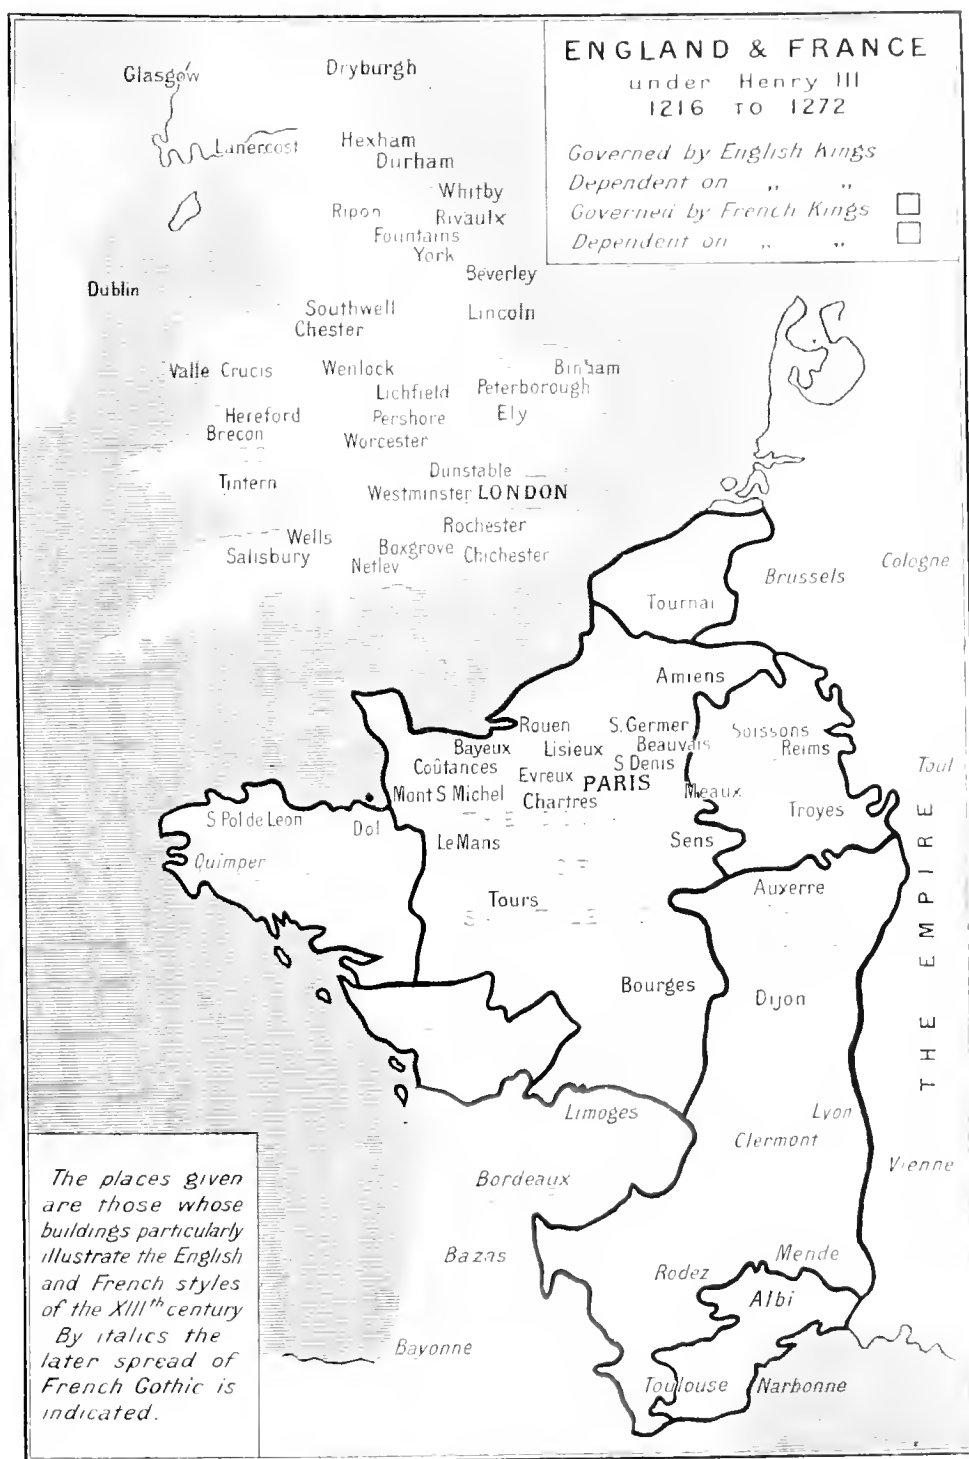 ENGLAND & FRANCE
under Henry III
1216 TO 1272
Governed by English Kings
Dependent on „ „
Governed by French Kings
Dependent on „ „
Glasgow
Dryburgh
Lanercost
Hexham
Durham
Whitby
Ripon
Rivaulx
Fountains
York
Beverley
Dublin
Southwell
Lincoln
Chester
Valle Crucis
Wenlock
Binham
Lichfield
Peterborough
Hereford
Pershore
Ely
Brecon
Worcester
Dunstable
Tintern
Westminster LONDON
Rochester
Wells
Salisbury
Boxgrove
Chichester
Netley
Cologne
Brussels
Tournai
Amiens
Rouen
S. Germer
Soissons
Bayeux
Lisieux
Beauvais
Reims
Coûtances
S Denis
Toul
Evreux
PARIS
Mont S Michel
Chartres
Meaux
Troyes
S. Pol de Leon
Dol
Le Mans
Sens
Quimper
Auxerre
Tours
THE EMPIRE
Bourges
Dijon
Limoges
Lyon
Clermont
Vienne
Bordeaux
Bazas
Mende
Rodez
Albi
Bayonne
Toulouse
Narbonne
The places given
are those whose
buildings particularly
illustrate the English
and French styles
of the XIIIth century
By italics the
later spread of
French Gothic is
indicated.